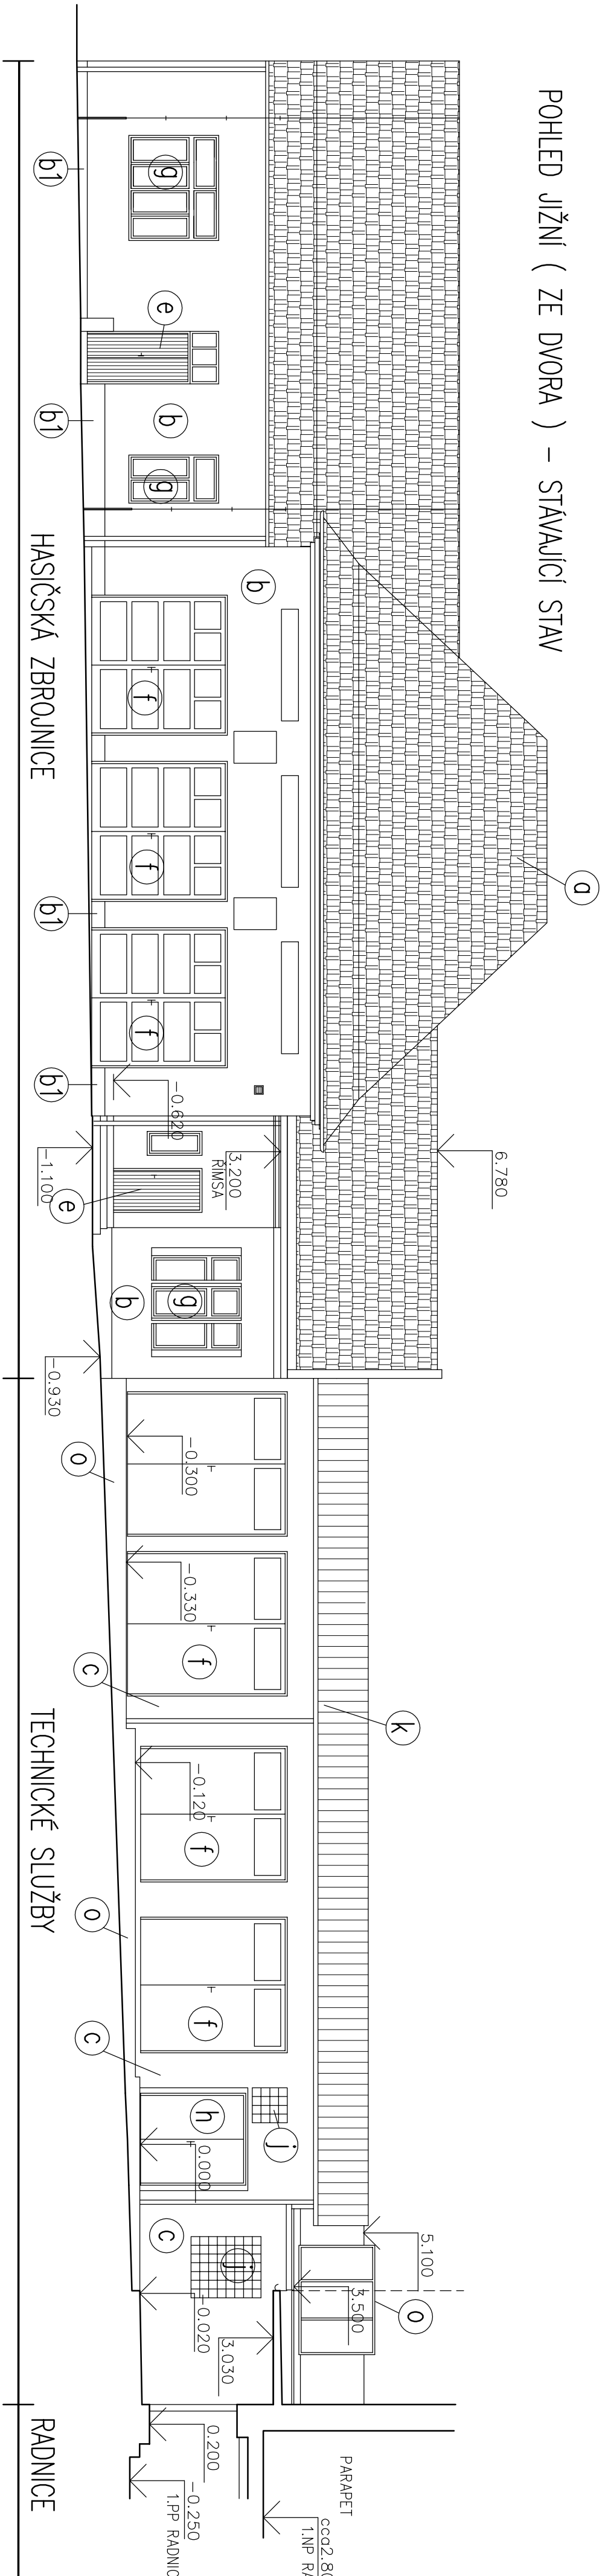 POHLED JIŽNÍ ( ZE DVORA ) – STÁVAJÍCÍ STAV
a
6.780
k
5.100
o
3.500
PARAPET
1.NP
b
3.200
ŘÍMSA
j
j
3.030
g
e
b
g
f
f
f
-0.620
e
g
b
-0.300
-0.330
f
c
-0.120
f
f
c
h
0.000
c
-0.020
0.200
-0.250
1.PP
b1
b1
b1
b1
-1.100
-0.930
o
o
HASIČSKÁ ZBROJNICE
TECHNICKÉ SLUŽBY
RADNICE